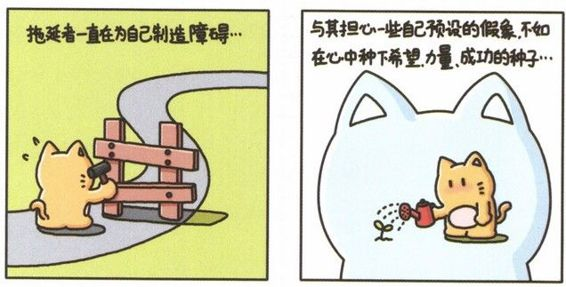 拖延者一直在为自己制造障碍…
与其担心一些自己预设的假象,不如
在心中种下希望、力量、成功的种子…